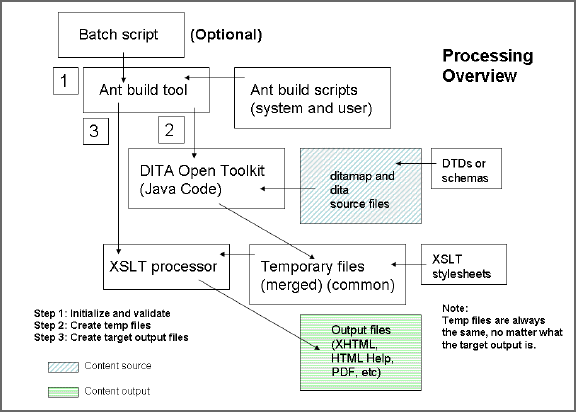 Batch script
(Optional)
Processing
Overview
1
Ant build tool
Ant build scripts
(system and user)
3
2
DITA Open Toolkit
(Java Code)
ditamap and
dita
source files
DTDs or
schemas
XSLT processor
Temporary files
(merged) (common)
XSLT
stylesheets
Step 1: Initialize and validate
Step 2: Create temp files
Step 3: Create target output files
Output files
(XHTML,
HTML Help,
PDF, etc)
Note:
Temp files are always
the same, no matter what
the target output is.
Content source
Content output